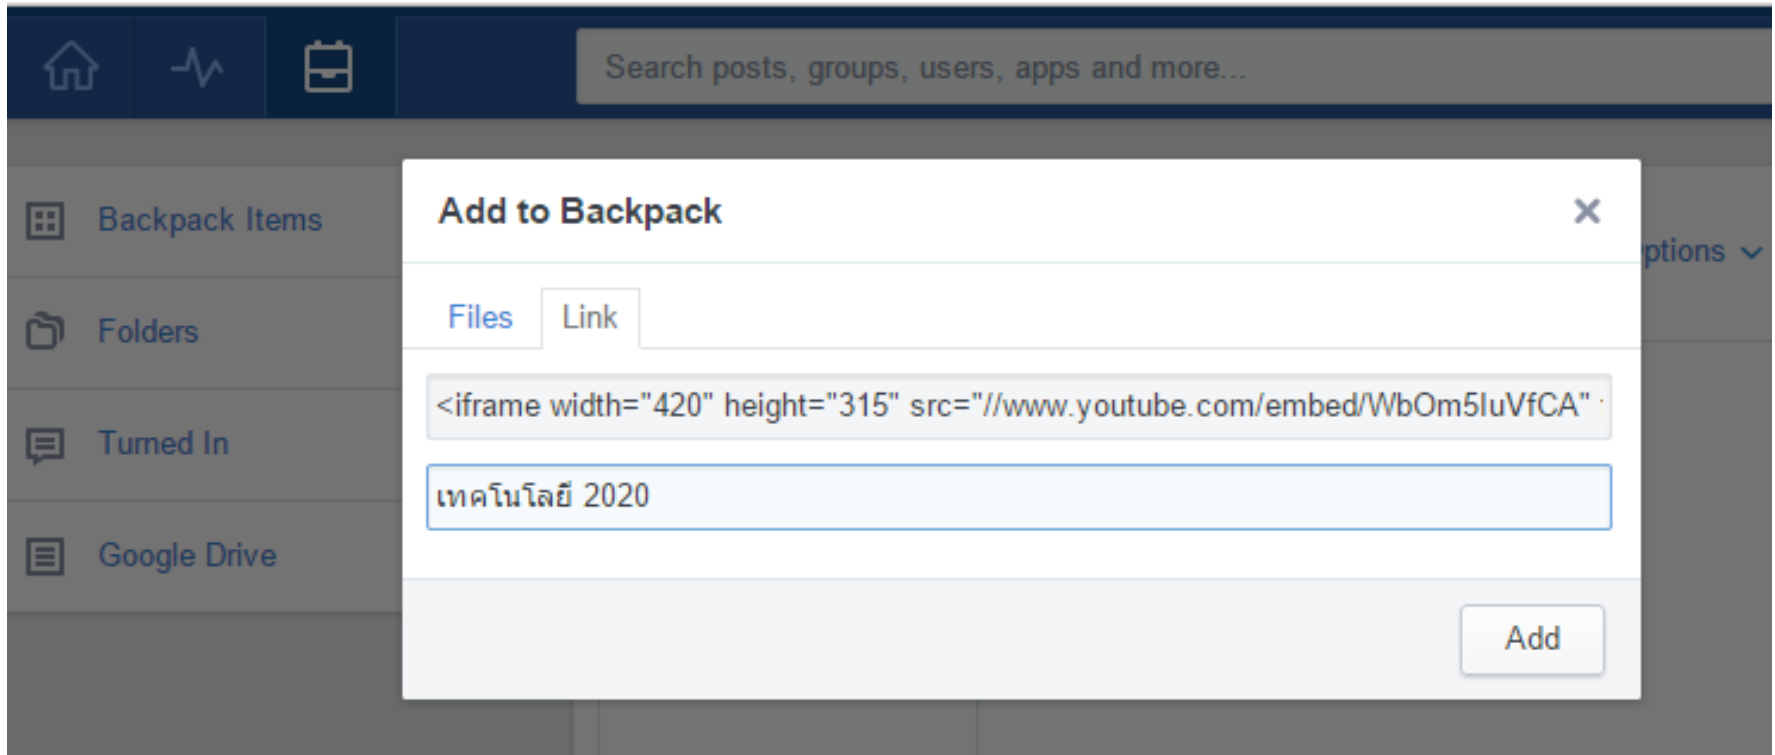 Search posts, groups, users, apps and more...
Backpack Items
Folders
Turned In
Google Drive
Add to Backpack
ptions
Files
Link
<iframe width="420" height="315" src="//www.youtube.com/embed/WbOm5IuVfCA"
เทคโนโลยี 2020
Add